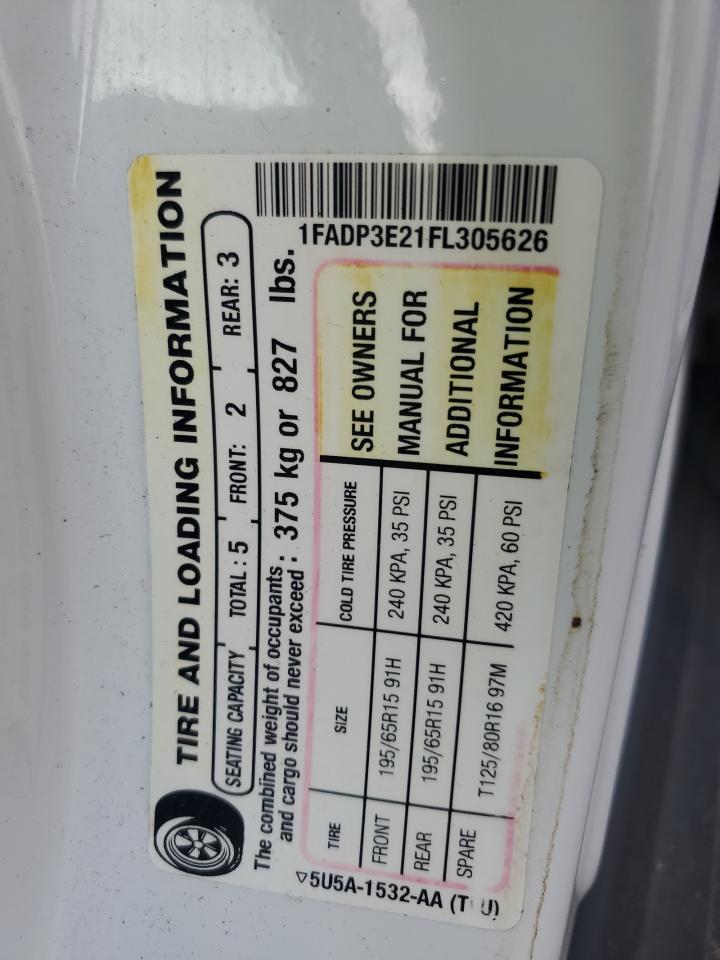 TIRE AND LOADING INFORMATION
SEATING CAPACITY TOTAL : 5 FRONT: 2 REAR: 3
The combined weight of occupants
and cargo should never exceed : 375 kg or 827 lbs.
TIRE SIZE COLD TIRE PRESSURE
FRONT 195/65R15 91H 240 KPA, 35 PSI
REAR 195/65R15 91H 240 KPA, 35 PSI
SPARE T125/80R16 97M 420 KPA, 60 PSI
SEE OWNERS
MANUAL FOR
ADDITIONAL
INFORMATION
5U5A-1532-AA
1FADP3E21FL305626